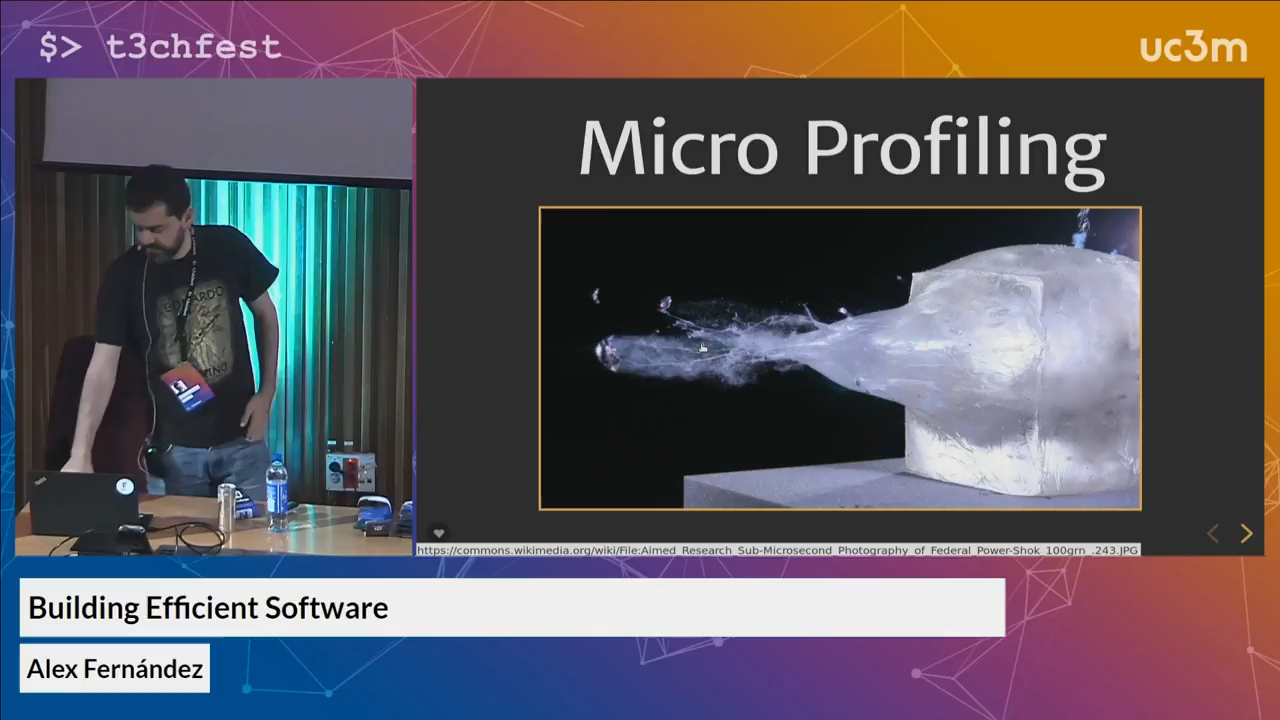 $> t3chfest
uc3m
Micro Profiling
https://commons.wikimedia.org/wiki/File:Aimed_Research_Sub-Microsecond_Photography_of_Federal_Power-Shok_100grn_.243.JPG
Building Efficient Software
Alex Fernández